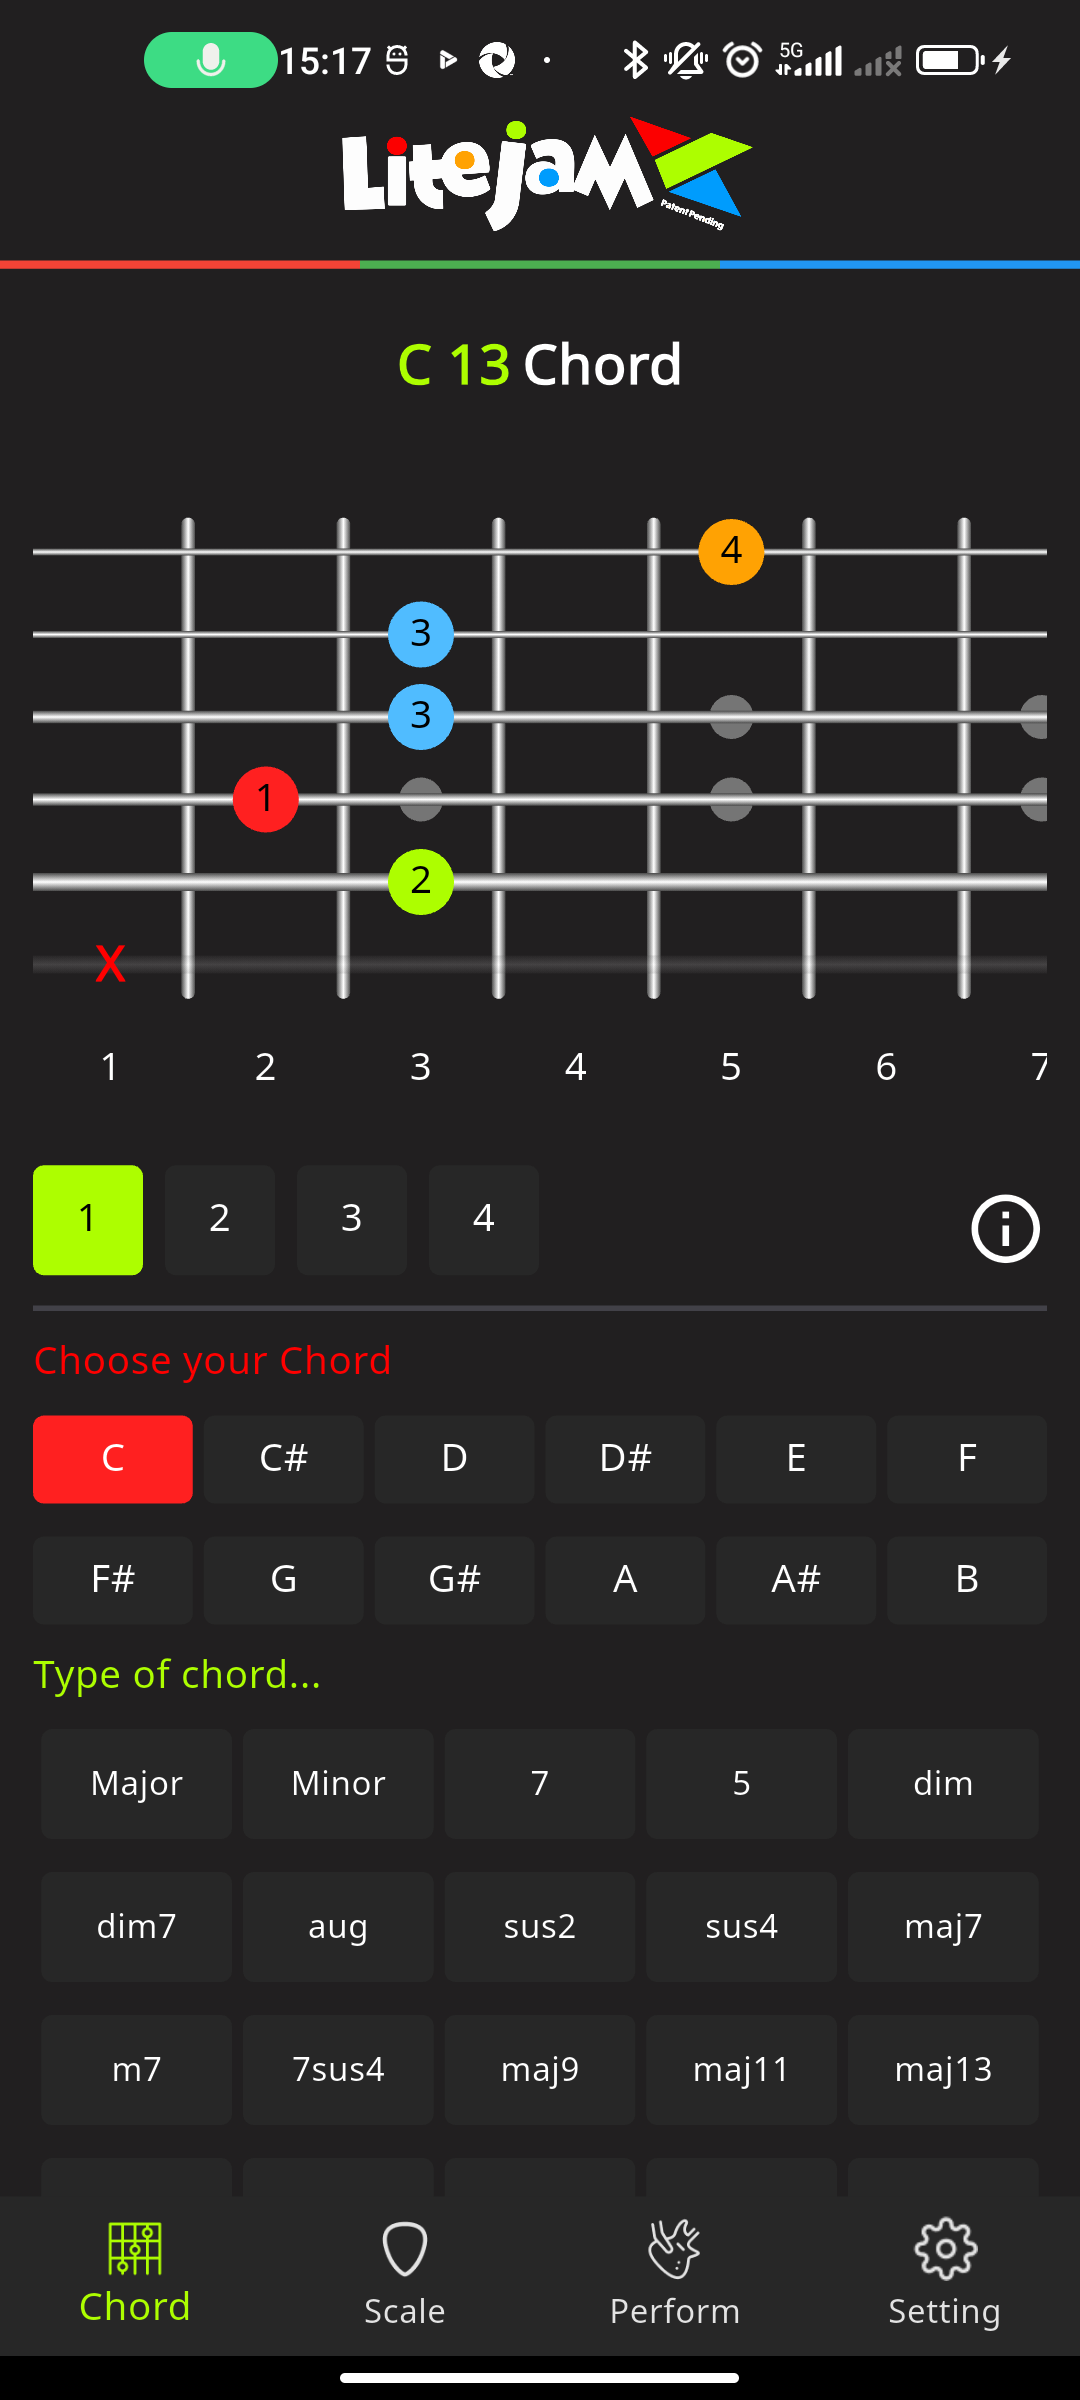 15:17 5G
Litejam
Patent Pending
C 13 Chord
4
3
3
1
2
X
1 2 3 4 5 6 7
1 2 3 4
Choose your Chord
C C# D D# E F
F# G G# A A# B
Type of chord...
Major Minor 7 5 dim
dim7 aug sus2 sus4 maj7
m7 7sus4 maj9 maj11 maj13
Chord Scale Perform Setting